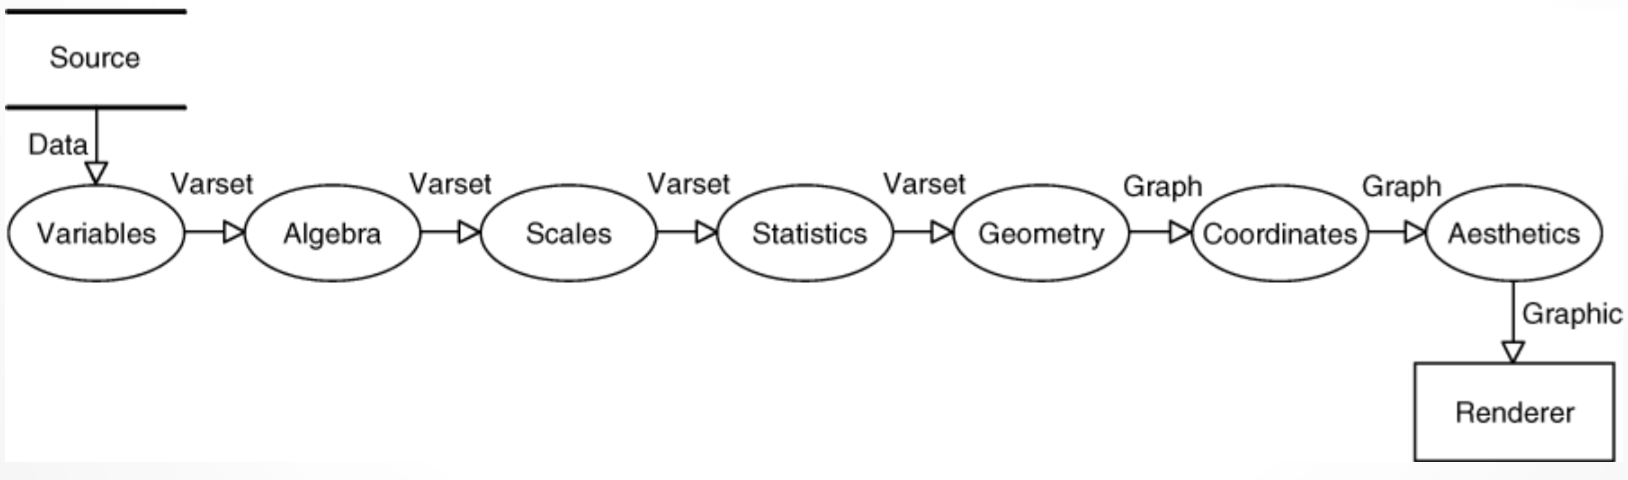 Source
Data
Varset
Varset
Varset
Varset
Graph
Graph
Variables
Algebra
Scales
Statistics
Geometry
Coordinates
Aesthetics
Graphic
Renderer